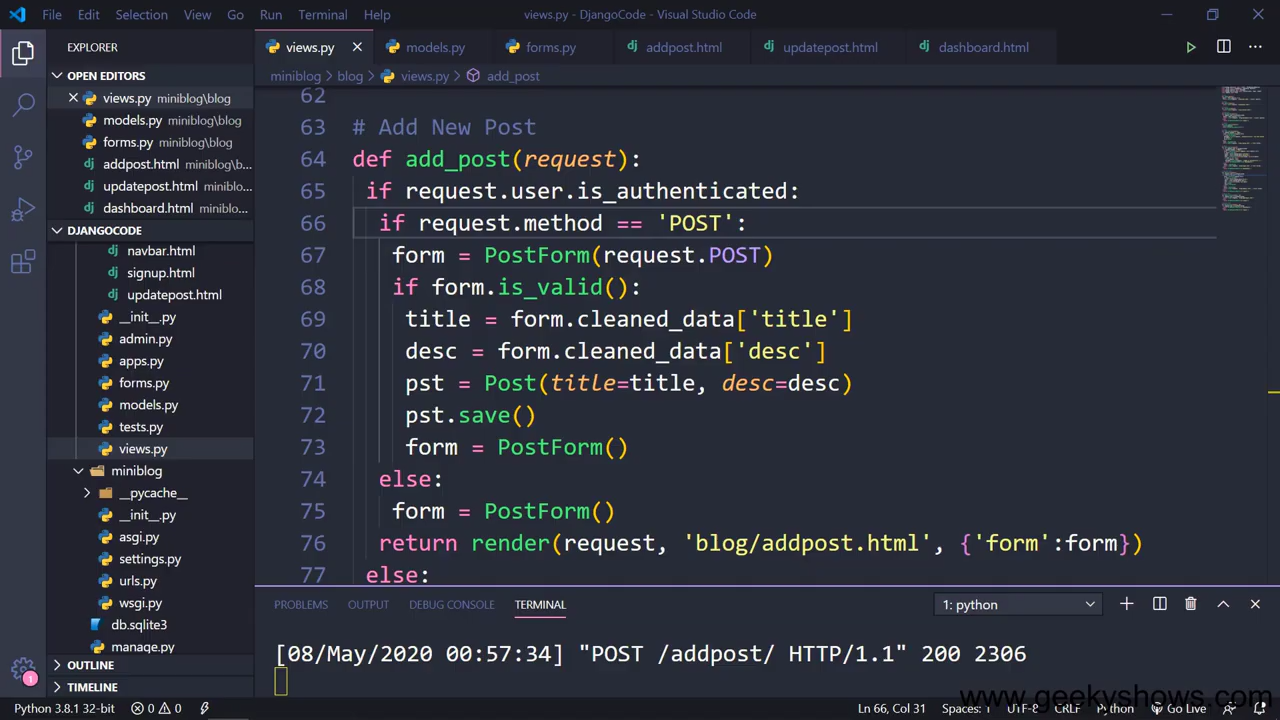 File Edit Selection View Go Run Terminal Help views.py - DjangoCode - Visual Studio Code
EXPLORER
OPEN EDITORS
views.py miniblog\blog
models.py miniblog\blog
forms.py miniblog\blog
addpost.html miniblog\b...
updatepost.html miniblog...
dashboard.html miniblo...
DJANGOCODE
navbar.html
signup.html
updatepost.html
__init__.py
admin.py
apps.py
forms.py
models.py
tests.py
views.py
miniblog
__pycache__
__init__.py
asgi.py
settings.py
urls.py
wsgi.py
db.sqlite3
manage.py
OUTLINE
TIMELINE
views.py models.py forms.py addpost.html updatepost.html dashboard.html
miniblog > blog > views.py > add_post
62
63 # Add New Post
64 def add_post(request):
65 if request.user.is_authenticated:
66 if request.method == 'POST':
67 form = PostForm(request.POST)
68 if form.is_valid():
69 title = form.cleaned_data['title']
70 desc = form.cleaned_data['desc']
71 pst = Post(title=title, desc=desc)
72 pst.save()
73 form = PostForm()
74 else:
75 form = PostForm()
76 return render(request, 'blog/addpost.html', {'form':form})
77 else:
PROBLEMS OUTPUT DEBUG CONSOLE TERMINAL 1: python
[08/May/2020 00:57:34] "POST /addpost/ HTTP/1.1" 200 2306
www.geekyshows.com
1
Python 3.8.1 32-bit 0 0 Ln 66, Col 31 Spaces: 1 UTF-8 CRLF Python Go Live